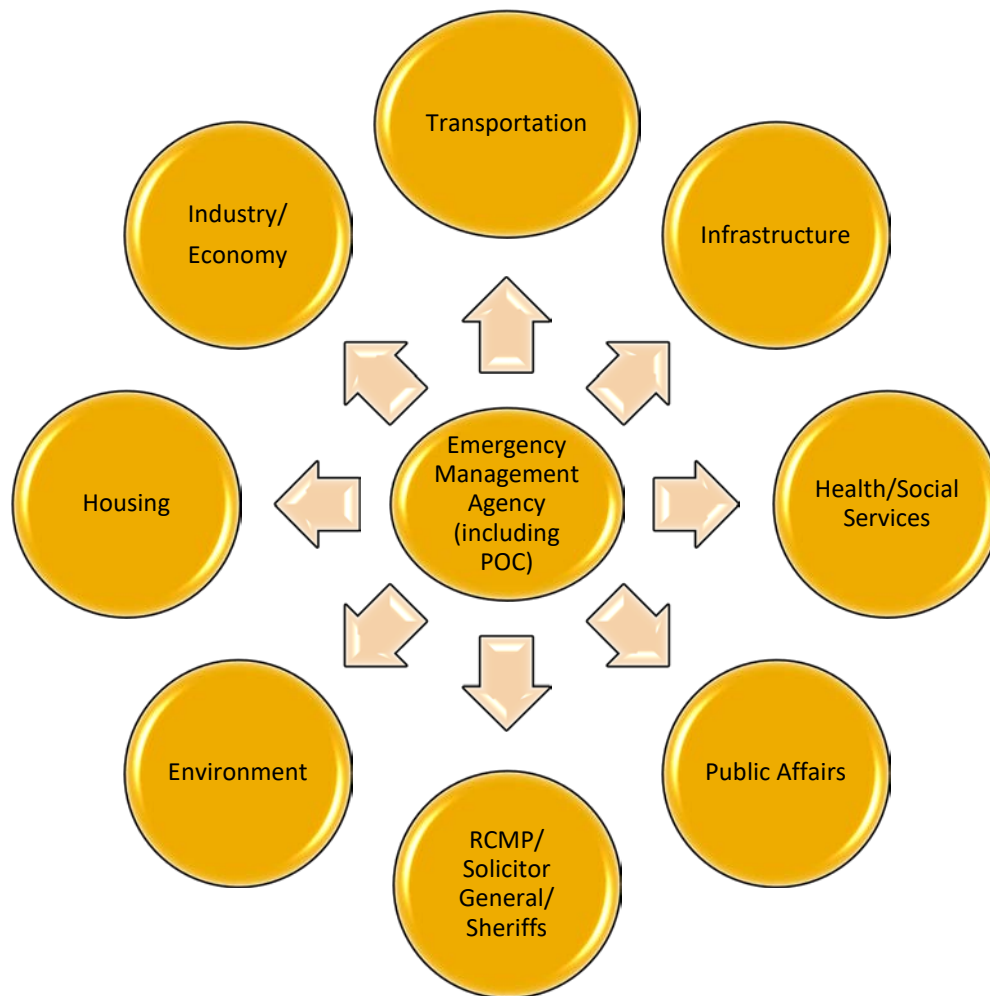 Transportation
Industry/
Economy
Infrastructure
Emergency
Management
Agency
(including
POC)
Housing
Health/Social
Services
Environment
Public Affairs
RCMP/
Solicitor
General/
Sheriffs